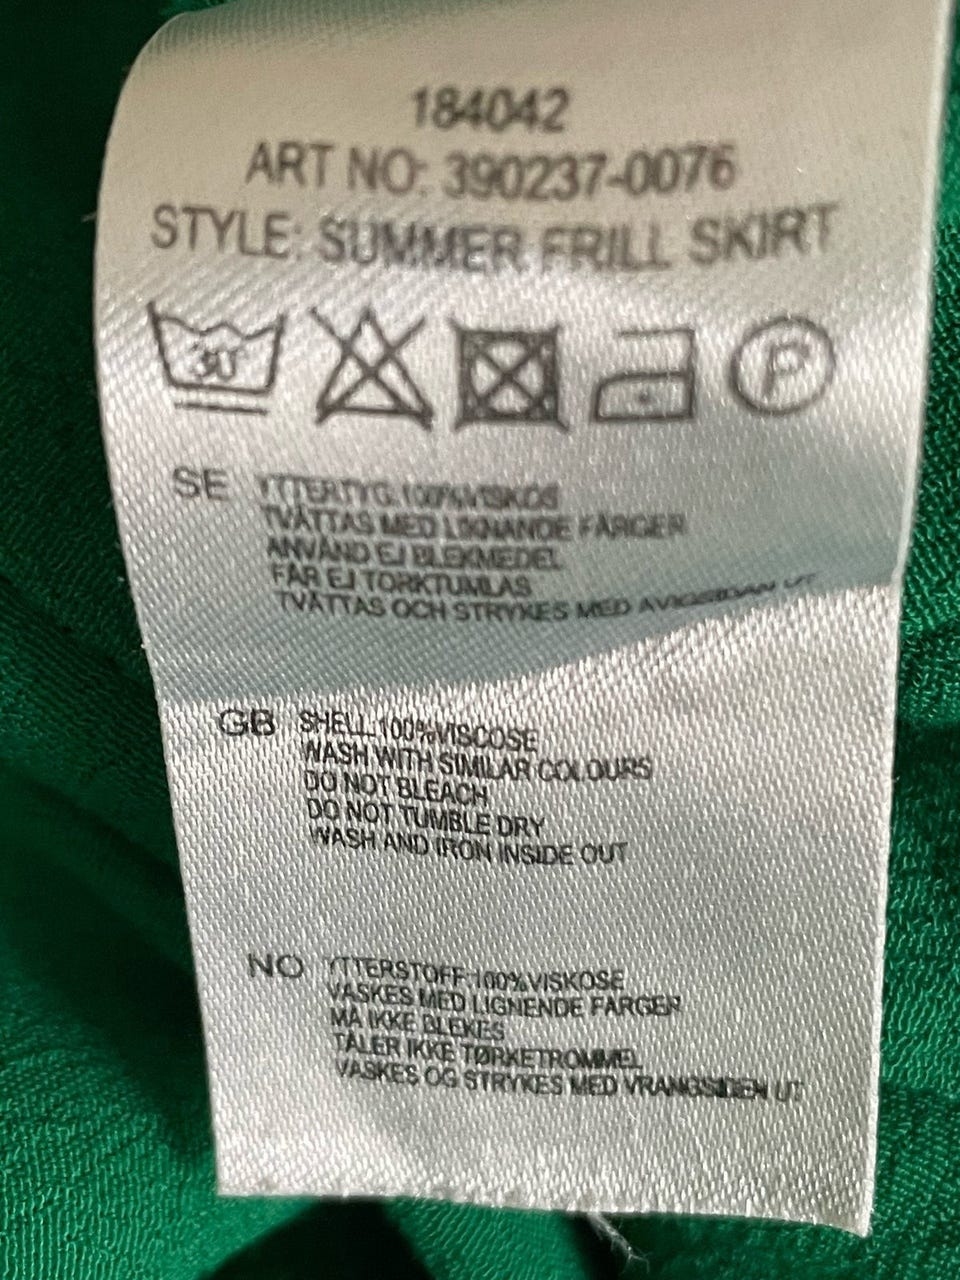 184042
ART NO: 390237-0076
STYLE: SUMMER FRILL SKIRT
30° P
SE YTTERTYG:100%VISKOS
TVÄTTAS MED LIKNANDE FÄRGER
ANVÄND EJ BLEKMEDEL
FÅR EJ TORKTUMLAS
TVÄTTAS OCH STRYKES MED AVIGSIDAN UT
GB SHELL:100%VISCOSE
WASH WITH SIMILAR COLOURS
DO NOT BLEACH
DO NOT TUMBLE DRY
WASH AND IRON INSIDE OUT
NO YTTERSTOFF:100%VISKOSE
VASKES MED LIGNENDE FARGER
MÅ IKKE BLEKES
TÅLER IKKE TØRKETROMMEL
VASKES OG STRYKES MED VRANGSIDEN UT